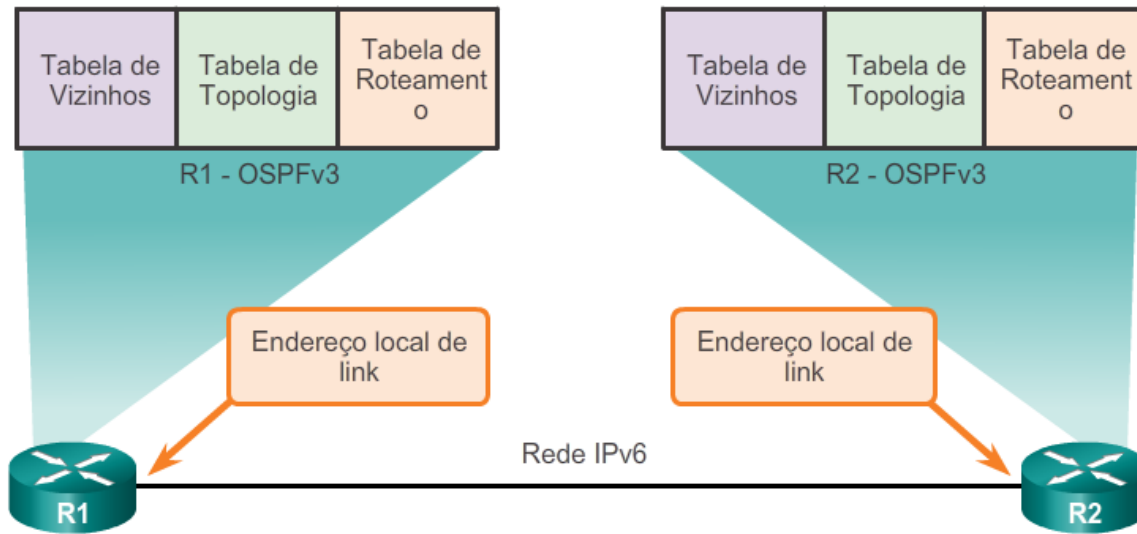 Tabela de
Vizinhos
Tabela de
Topologia
Tabela de
Roteament
o
Tabela de
Vizinhos
Tabela de
Topologia
Tabela de
Roteament
o
R1 - OSPFv3
R2 - OSPFv3
Endereço local de
link
Endereço local de
link
Rede IPv6
R1
R2